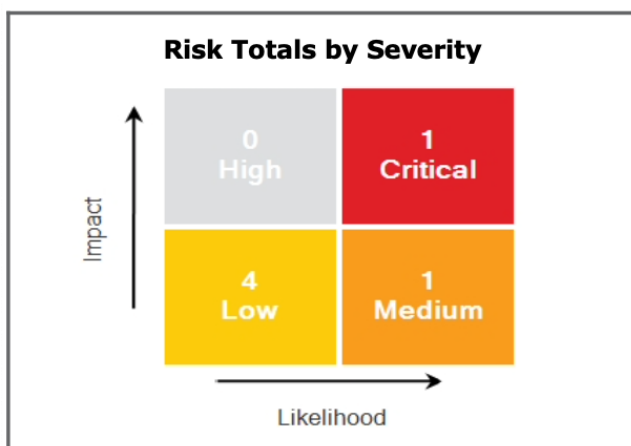 Risk Totals by Severity
0
High
1
Critical
Impact
4
Low
1
Medium
Likelihood